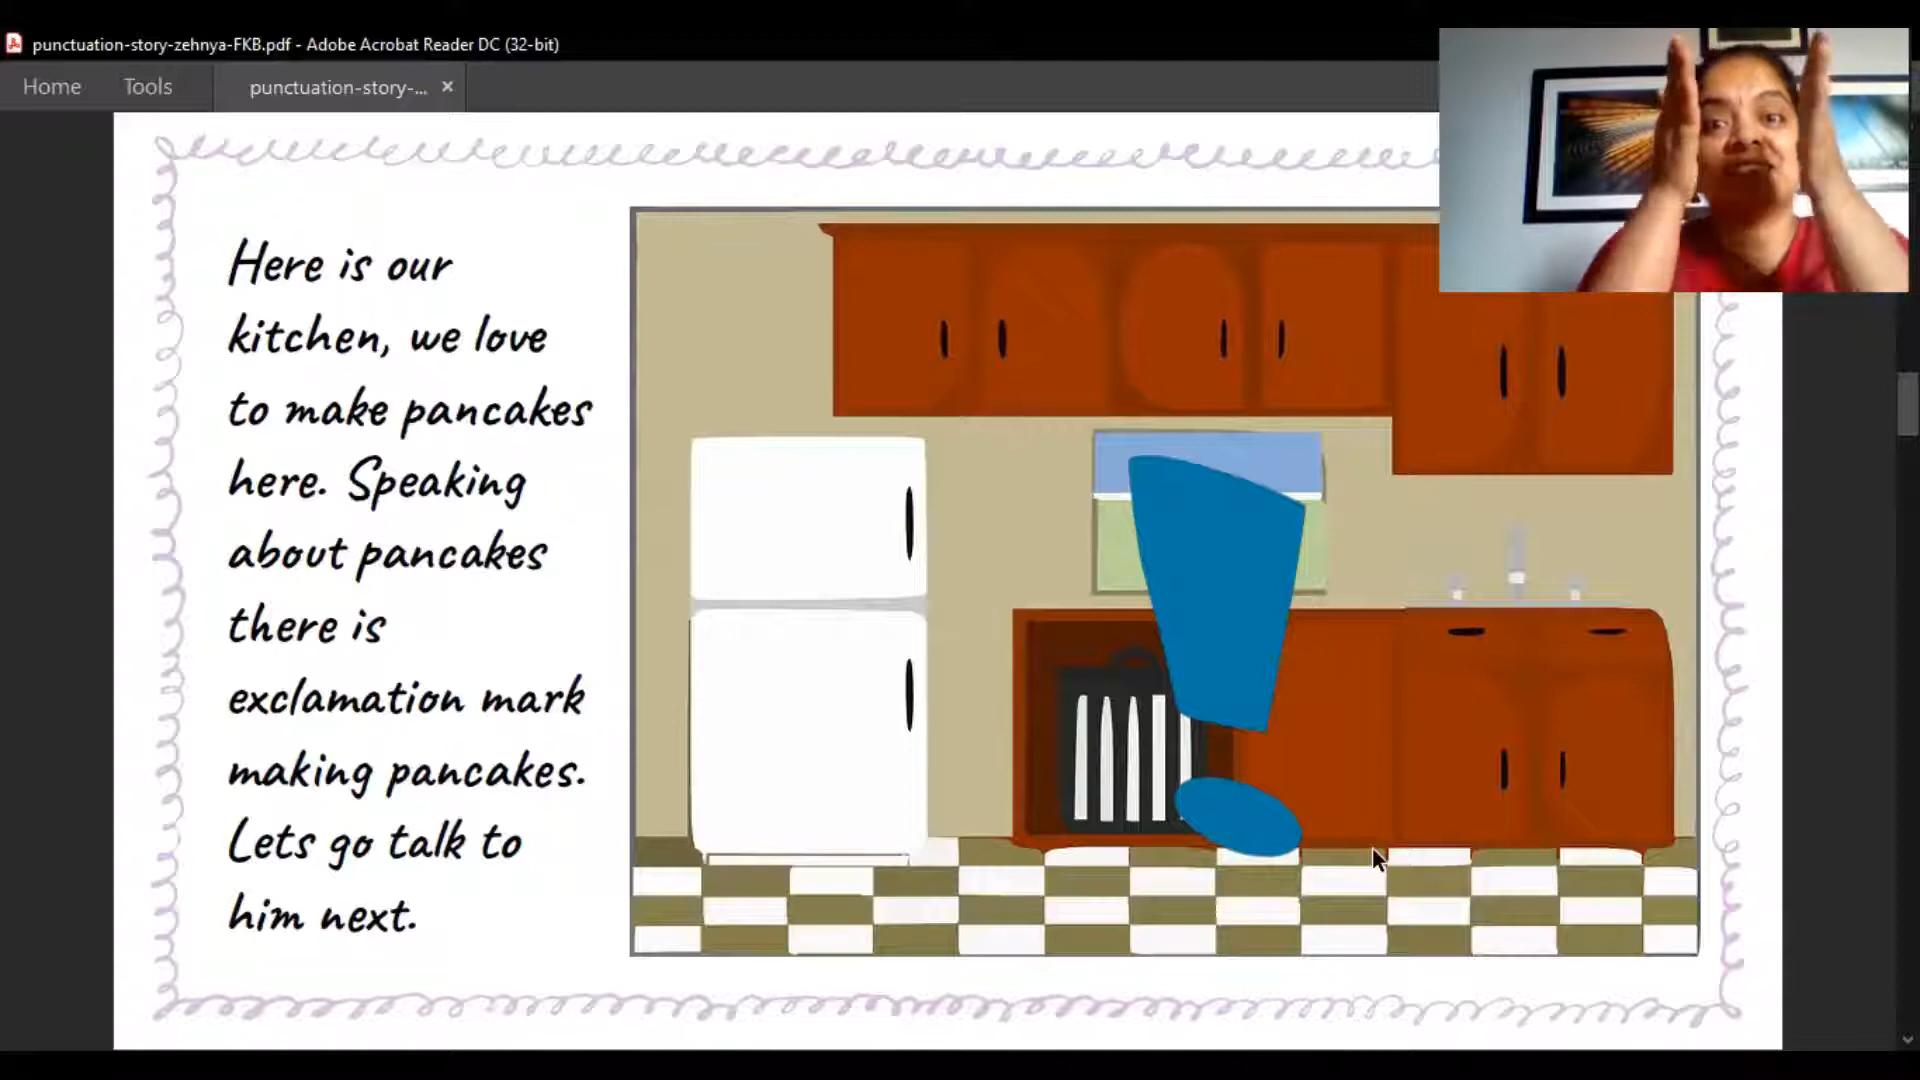 punctuation-story-zehnya-FKB.pdf - Adobe Acrobat Reader DC (32-bit)
Home Tools punctuation-story-... ×
Here is our
kitchen, we love
to make pancakes
here. Speaking
about pancakes
there is
exclamation mark
making pancakes.
Lets go talk to
him next.